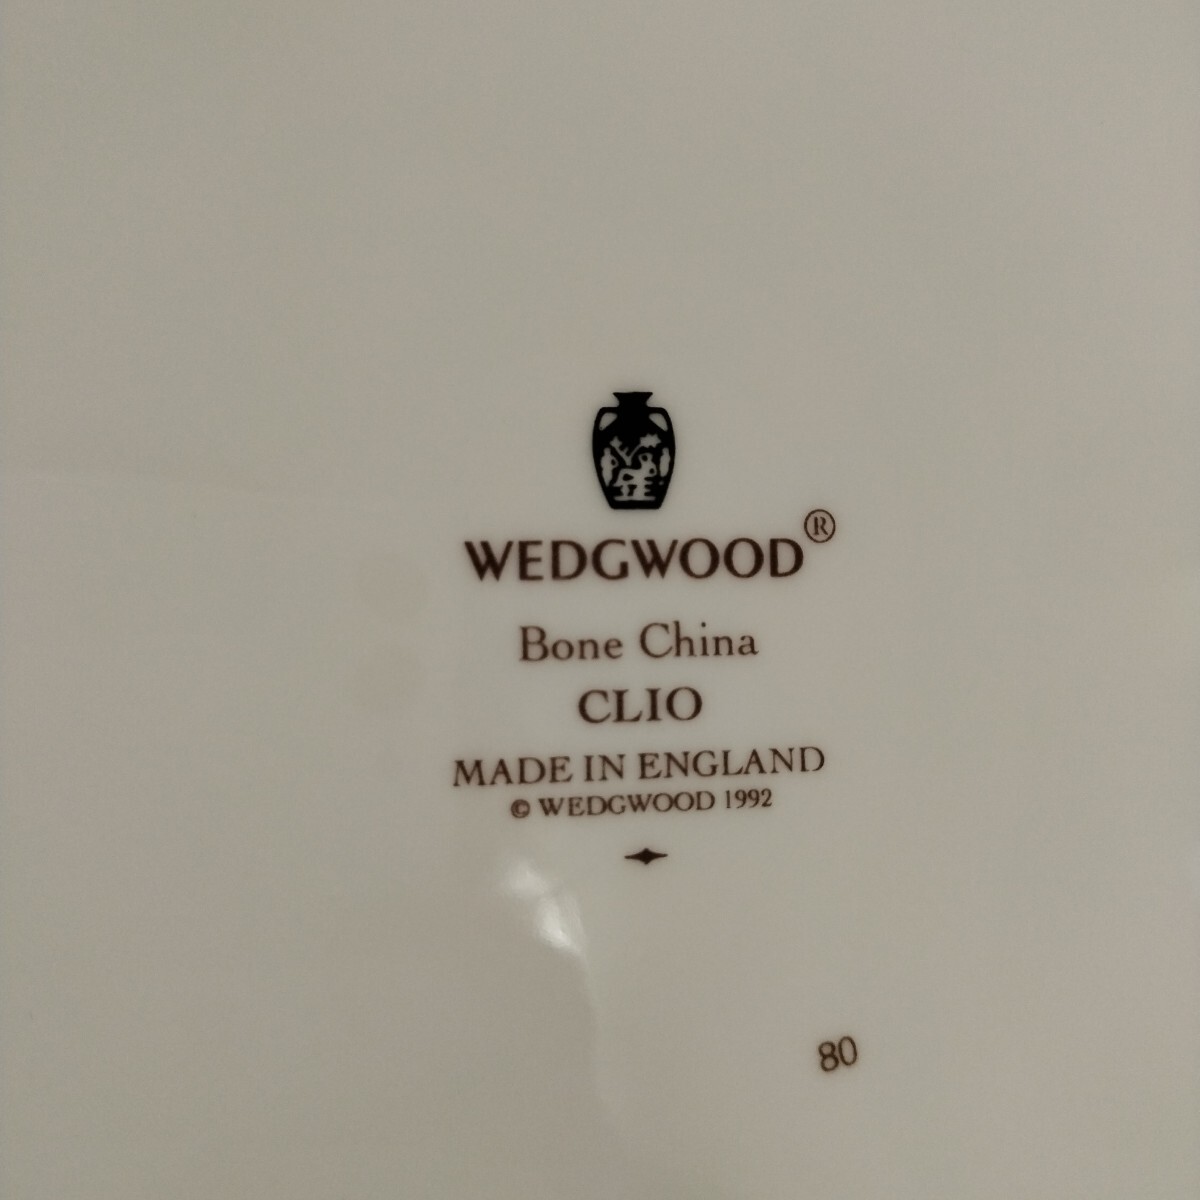 WEDGWOOD®
Bone China
CLIO
MADE IN ENGLAND
© WEDGWOOD 1992
80